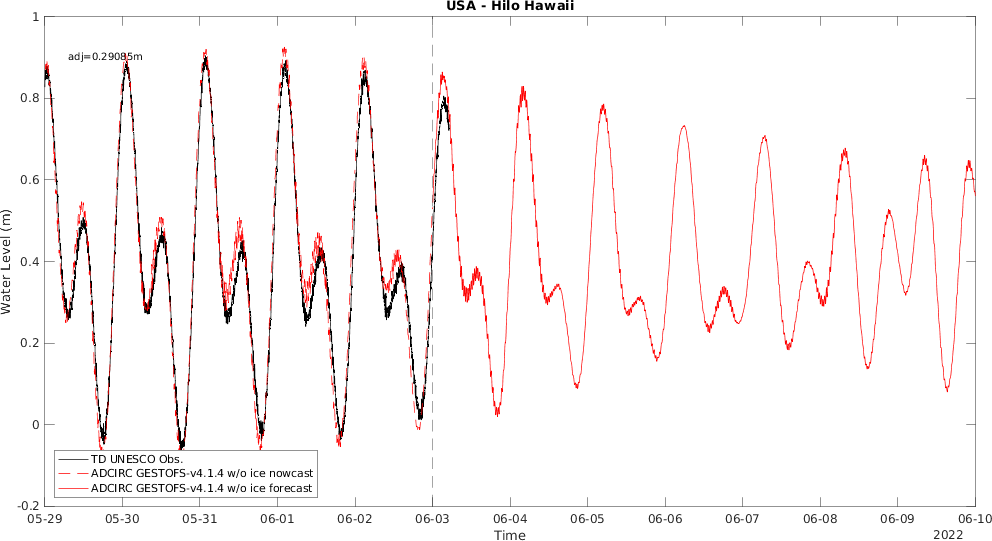 USA - Hilo Hawaii
adj=0.29085m
1
0.8
0.6
0.4
0.2
0
-0.2
Water Level (m)
TD UNESCO Obs.
ADCIRC GESTOFS-v4.1.4 w/o ice nowcast
ADCIRC GESTOFS-v4.1.4 w/o ice forecast
05-29 05-30 05-31 06-01 06-02 06-03 06-04 06-05 06-06 06-07 06-08 06-09 06-10
Time
2022